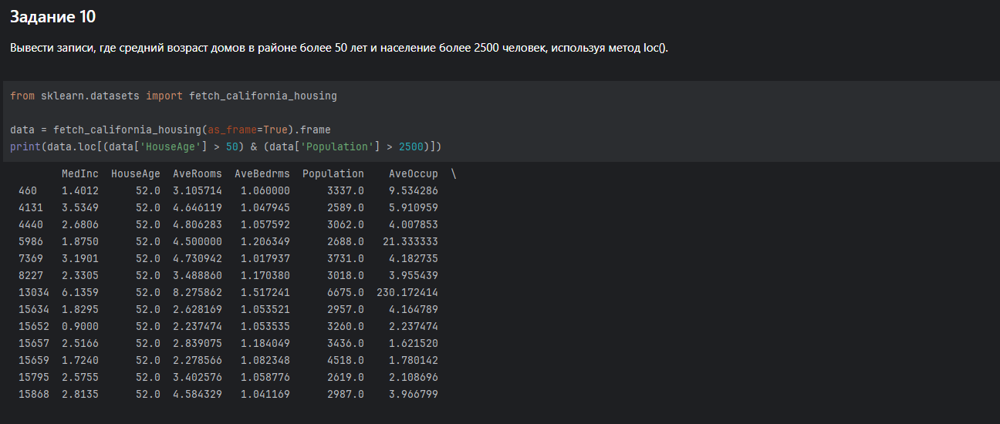 Задание 10
Вывести записи, где средний возраст домов в районе более 50 лет и население более 2500 человек, используя метод loc().
from sklearn.datasets import fetch_california_housing
data = fetch_california_housing(as_frame=True).frame
print(data.loc[(data['HouseAge'] > 50) & (data['Population'] > 2500)])
MedInc HouseAge AveRooms AveBedrms Population AveOccup \
460 1.4012 52.0 3.105714 1.060000 3337.0 9.534286
4131 3.5349 52.0 4.646119 1.047945 2589.0 5.910959
4440 2.6806 52.0 4.806283 1.057592 3062.0 4.007853
5986 1.8750 52.0 4.500000 1.206349 2688.0 21.333333
7369 3.1901 52.0 4.730942 1.017937 3731.0 4.182735
8227 2.3305 52.0 3.488860 1.170380 3018.0 3.955439
13034 6.1359 52.0 8.275862 1.517241 6675.0 230.172414
15634 1.8295 52.0 2.628169 1.053521 2957.0 4.164789
15652 0.9000 52.0 2.237474 1.053535 3260.0 2.237474
15657 2.5166 52.0 2.839075 1.184049 3436.0 1.621520
15659 1.7240 52.0 2.278566 1.082348 4518.0 1.780142
15795 2.5755 52.0 3.402576 1.058776 2619.0 2.108696
15868 2.8135 52.0 4.584329 1.041169 2987.0 3.966799